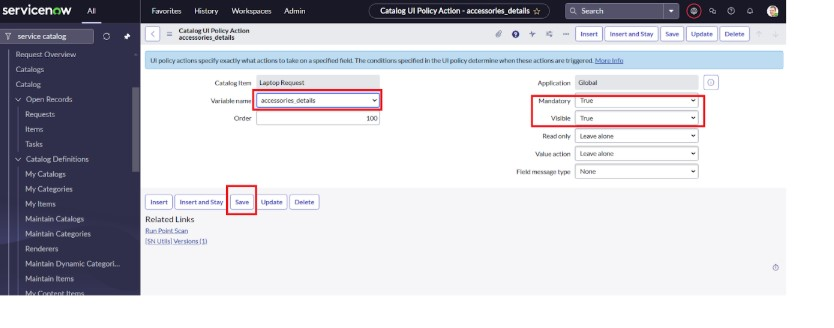 servicenow All Favorites History Workspaces Admin Catalog UI Policy Action - accessories_details Search
service catalog
Catalog UI Policy Action
accessories_details
Insert Insert and Stay Save Update Delete
Request Overview
Catalogs
Catalog
Open Records
Requests
Items
Tasks
Catalog Definitions
My Catalogs
My Categories
My Items
Maintain Catalogs
Maintain Categories
Renderers
Maintain Dynamic Categori...
Maintain Items
My Content Items
UI policy actions specify exactly what actions to take on a specified field. The conditions specified in the UI policy determine when these actions are triggered. More Info
Catalog Item Laptop Request
Variable name accessories_details
Order 100
Application Global
Mandatory True
Visible True
Read only Leave alone
Value action Leave alone
Field message type None
Insert Insert and Stay Save Update Delete
Related Links
Run Point Scan
[SN Utils] Versions (1)